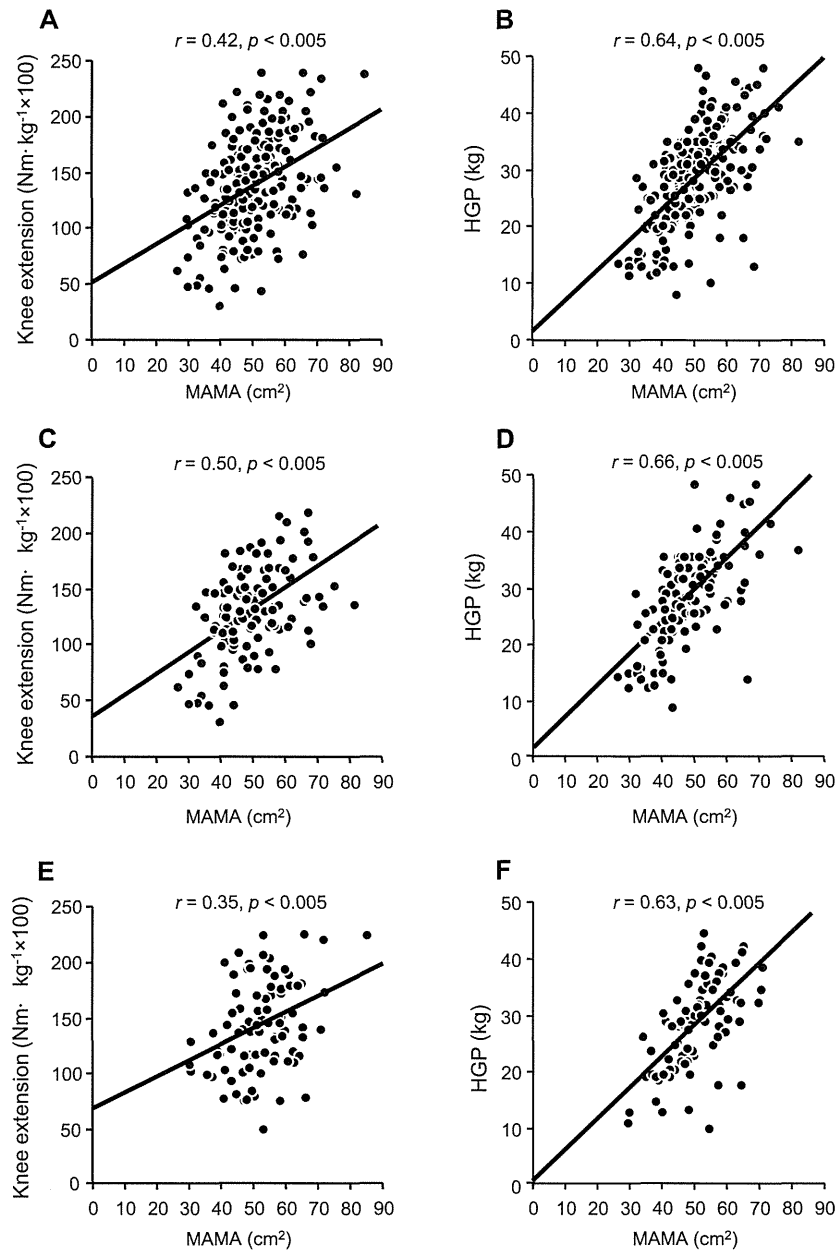 A
r = 0.42, p < 0.005
Knee extension (Nm· kg-1×100)
250
200
150
100
50
0
0 10 20 30 40 50 60 70 80 90
MAMA (cm2)
B
r = 0.64, p < 0.005
HGP (kg)
50
40
30
20
10
0
0 10 20 30 40 50 60 70 80 90
MAMA (cm2)
C
r = 0.50, p < 0.005
Knee extension (Nm· kg-1×100)
250
200
150
100
50
0
0 10 20 30 40 50 60 70 80 90
MAMA (cm2)
D
r = 0.66, p < 0.005
HGP (kg)
50
40
30
20
10
0
0 10 20 30 40 50 60 70 80 90
MAMA (cm2)
E
r = 0.35, p < 0.005
Knee extension (Nm· kg-1×100)
250
200
150
100
50
0
0 10 20 30 40 50 60 70 80 90
MAMA (cm2)
F
r = 0.63, p < 0.005
HGP (kg)
50
40
30
20
10
0
0 10 20 30 40 50 60 70 80 90
MAMA (cm2)